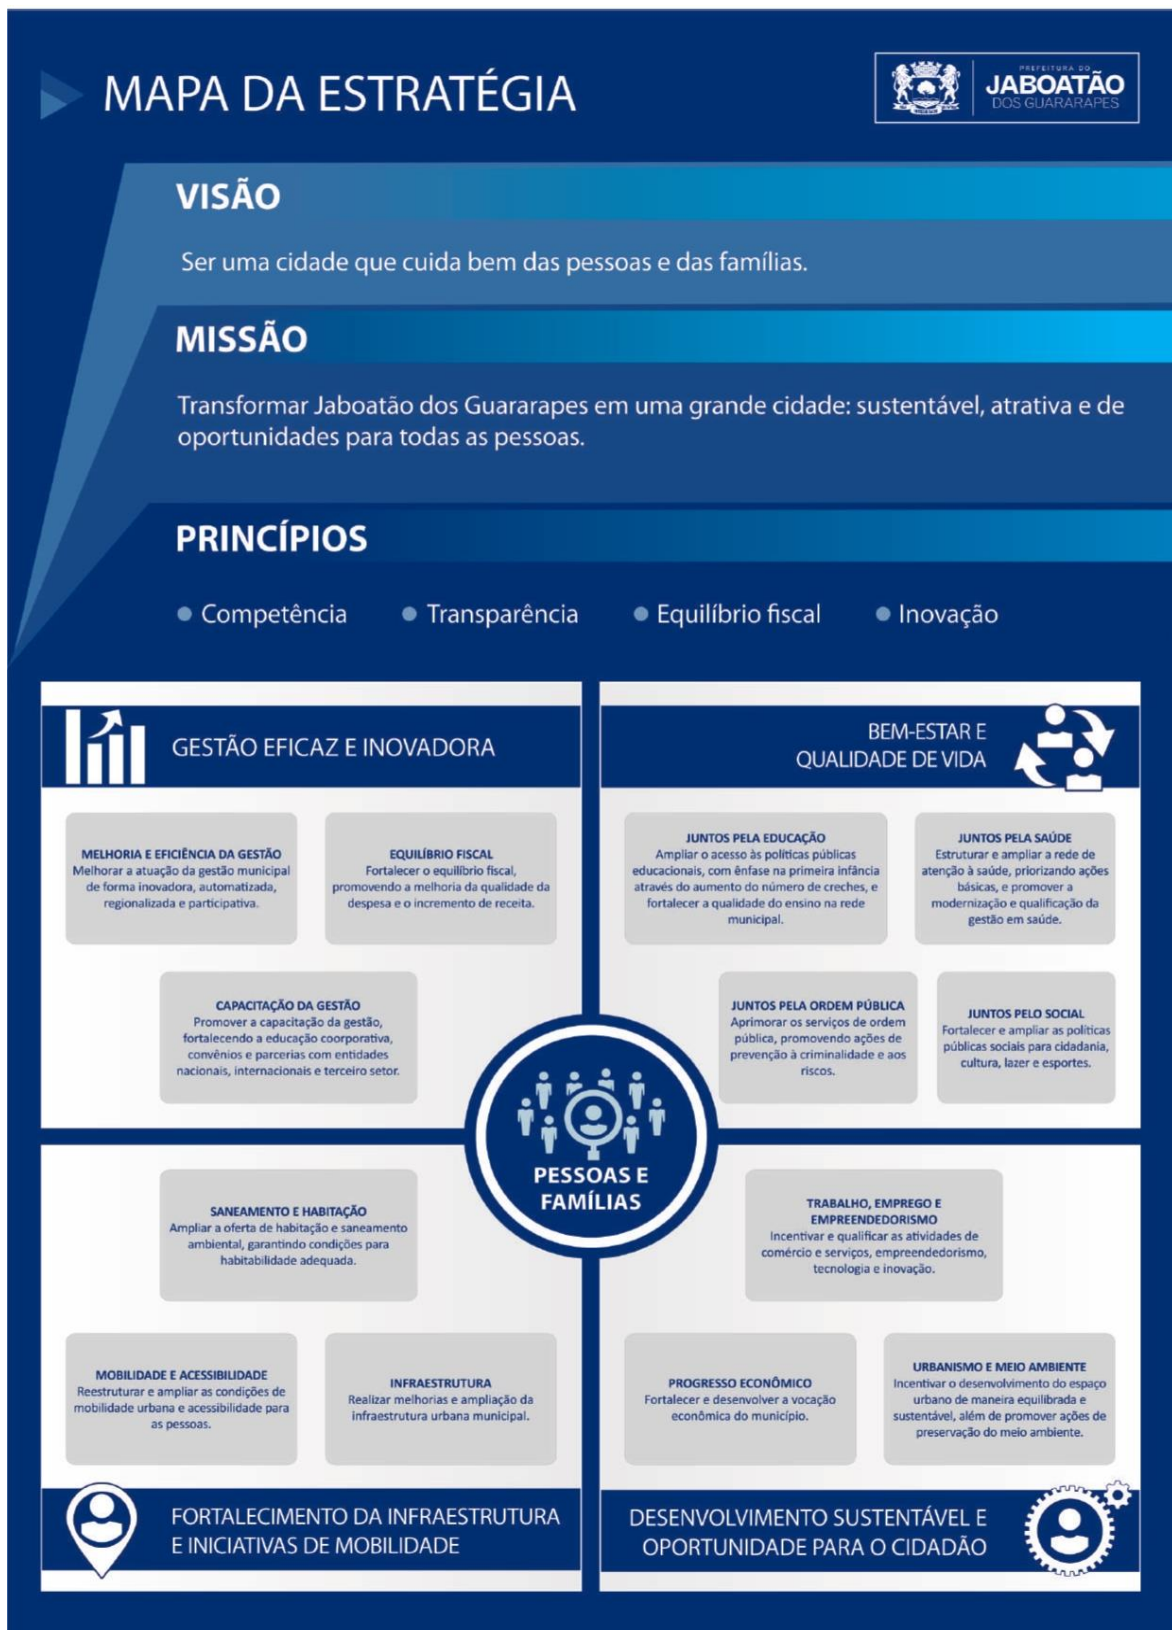 MAPA DA ESTRATÉGIA
PREFEITURA DO
JABOATÃO
DOS GUARARAPES
VISÃO
Ser uma cidade que cuida bem das pessoas e das famílias.
MISSÃO
Transformar Jaboatão dos Guararapes em uma grande cidade: sustentável, atrativa e de
oportunidades para todas as pessoas.
PRINCÍPIOS
Competência
Transparência
Equilíbrio fiscal
Inovação
GESTÃO EFICAZ E INOVADORA
MELHORIA E EFICIÊNCIA DA GESTÃO
Melhorar a atuação da gestão municipal
de forma inovadora, automatizada,
regionalizada e participativa.
EQUILÍBRIO FISCAL
Fortalecer o equilíbrio fiscal,
promovendo a melhoria da qualidade da
despesa e o incremento de receita.
CAPACITAÇÃO DA GESTÃO
Promover a capacitação da gestão,
fortalecendo a educação coorporativa,
convênios e parcerias com entidades
nacionais, internacionais e terceiro setor.
BEM-ESTAR E
QUALIDADE DE VIDA
JUNTOS PELA EDUCAÇÃO
Ampliar o acesso às políticas públicas
educacionais, com ênfase na primeira infância
através do aumento do número de creches, e
fortalecer a qualidade do ensino na rede
municipal.
JUNTOS PELA SAÚDE
Estruturar e ampliar a rede de
atenção à saúde, priorizando ações
básicas, e promover a
modernização e qualificação da
gestão em saúde.
JUNTOS PELA ORDEM PÚBLICA
Aprimorar os serviços de ordem
pública, promovendo ações de
prevenção à criminalidade e aos
riscos.
JUNTOS PELO SOCIAL
Fortalecer e ampliar as políticas
públicas sociais para cidadania,
cultura, lazer e esportes.
PESSOAS E
FAMÍLIAS
SANEAMENTO E HABITAÇÃO
Ampliar a oferta de habitação e saneamento
ambiental, garantindo condições para
habitabilidade adequada.
MOBILIDADE E ACESSIBILIDADE
Reestruturar e ampliar as condições de
mobilidade urbana e acessibilidade para
as pessoas.
INFRAESTRUTURA
Realizar melhorias e ampliação da
infraestrutura urbana municipal.
FORTALECIMENTO DA INFRAESTRUTURA
E INICIATIVAS DE MOBILIDADE
TRABALHO, EMPREGO E
EMPREENDEDORISMO
Incentivar e qualificar as atividades de
comércio e serviços, empreendedorismo,
tecnologia e inovação.
PROGRESSO ECONÔMICO
Fortalecer e desenvolver a vocação
econômica do município.
URBANISMO E MEIO AMBIENTE
Incentivar o desenvolvimento do espaço
urbano de maneira equilibrada e
sustentável, além de promover ações de
preservação do meio ambiente.
DESENVOLVIMENTO SUSTENTÁVEL E
OPORTUNIDADE PARA O CIDADÃO